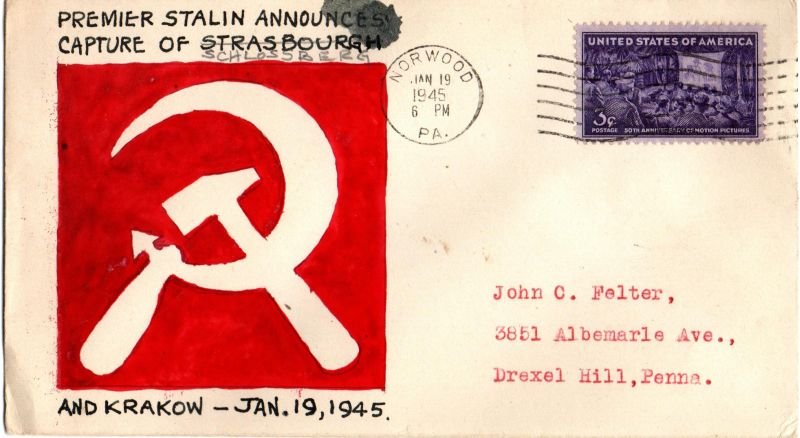 PREMIER STALIN ANNOUNCES
CAPTURE OF STRASBOURGH
SCHLOSSBERG
NORWOOD
JAN 19
1945
6 PM
PA.
UNITED STATES OF AMERICA
3¢
POSTAGE 50TH ANNIVERSARY OF MOTION PICTURES
John C. Felter,
3851 Albemarle Ave.,
Drexel Hill, Penna.
AND KRAKOW – JAN. 19, 1945.